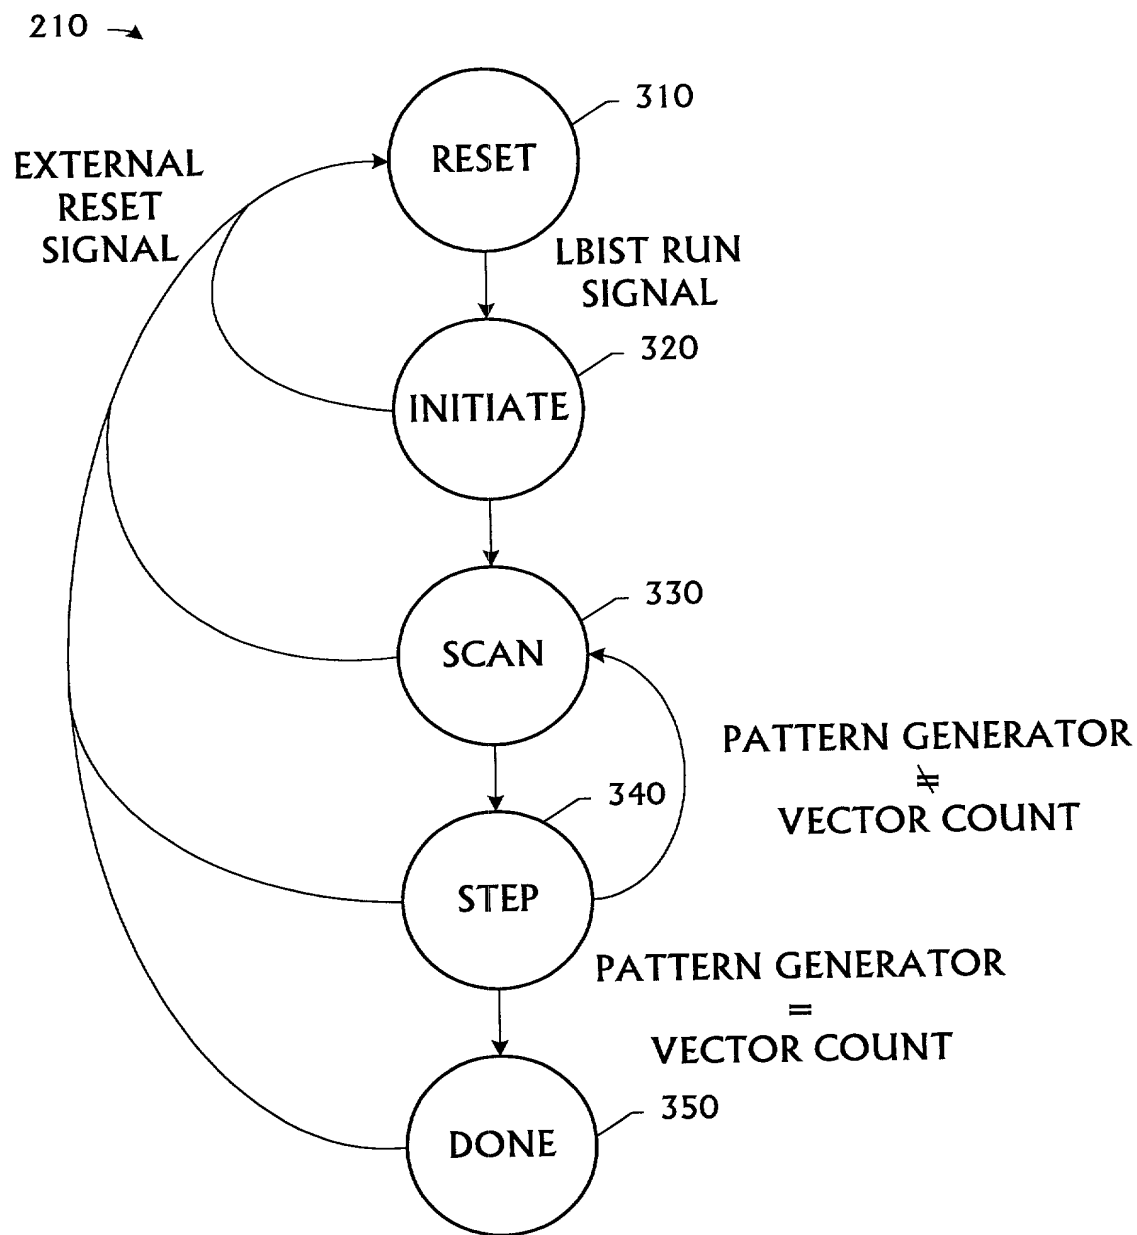 210
310
RESET
EXTERNAL
RESET
SIGNAL
LBIST RUN
SIGNAL
320
INITIATE
330
SCAN
PATTERN GENERATOR
≠
VECTOR COUNT
340
STEP
PATTERN GENERATOR
=
VECTOR COUNT
350
DONE